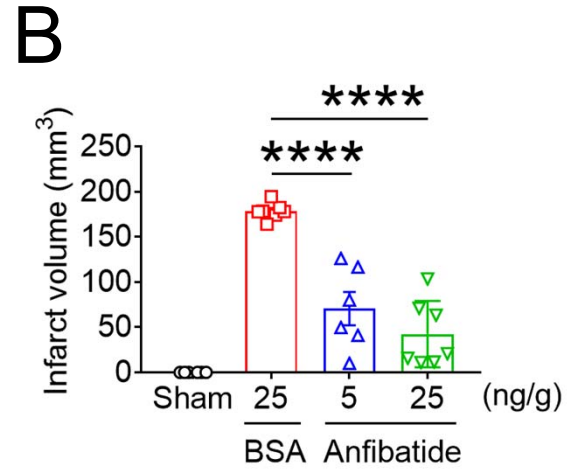 B
****
****
Infarct volume (mm³)
250
200
150
100
50
0
Sham 25 5 25 (ng/g)
BSA Anfibatide